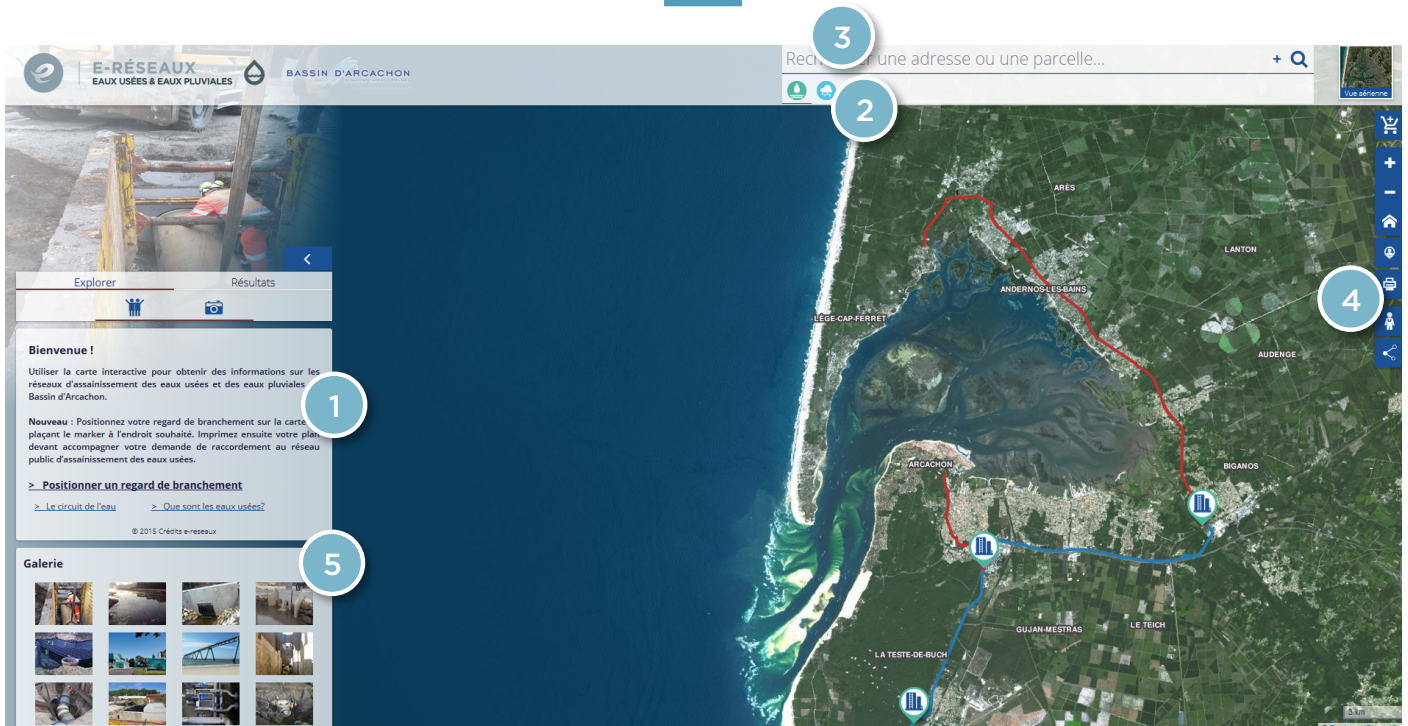 3
E-RÉSEAUX
EAUX USÉES & EAUX PLUVIALES
BASSIN D'ARCACHON
Rechercher une adresse ou une parcelle...
+
Vue aérienne
2
Explorer
Résultats
Bienvenue !
Utiliser la carte interactive pour obtenir des informations sur les
réseaux d'assainissement des eaux usées et des eaux pluviales
Bassin d'Arcachon.
1
Nouveau : Positionnez votre regard de branchement sur la carte
plaçant le marker à l'endroit souhaité. Imprimez ensuite votre plan
devant accompagner votre demande de raccordement au réseau
public d'assainissement des eaux usées.
> Positionner un regard de branchement
> Le circuit de l'eau
> Que sont les eaux usées?
© 2015 Crédits e-reseaux
Galerie
5
ARÈS
LANTON
ANDERNOS-LES-BAINS
LÈGE-CAP-FERRET
AUDENGE
4
ARCACHON
BIGANOS
GUJAN-MESTRAS
LE TEICH
LA TESTE-DE-BUCH
3 km